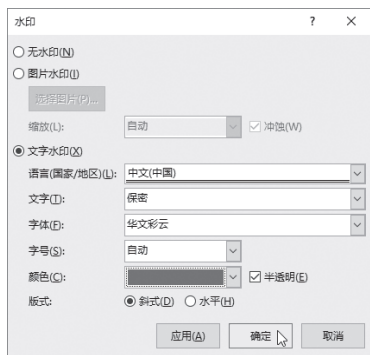 水印 ? ×
无水印(N)
图片水印(I)
选择图片(P)...
缩放(L): 自动 冲蚀(W)
文字水印(X)
语言(国家/地区)(L): 中文(中国)
文字(T): 保密
字体(F): 华文彩云
字号(S): 自动
颜色(C): 半透明(E)
版式: 斜式(D) 水平(H)
应用(A) 确定 取消